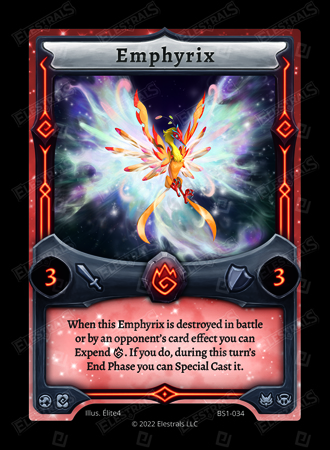 Emphyrix
3
3
When this Emphyrix is destroyed in battle
or by an opponent's card effect you can
Expend. If you do, during this turn's
End Phase you can Special Cast it.
Illus. Élite4
BS1-034
© 2022 Elestrals LLC
ELESTRALS